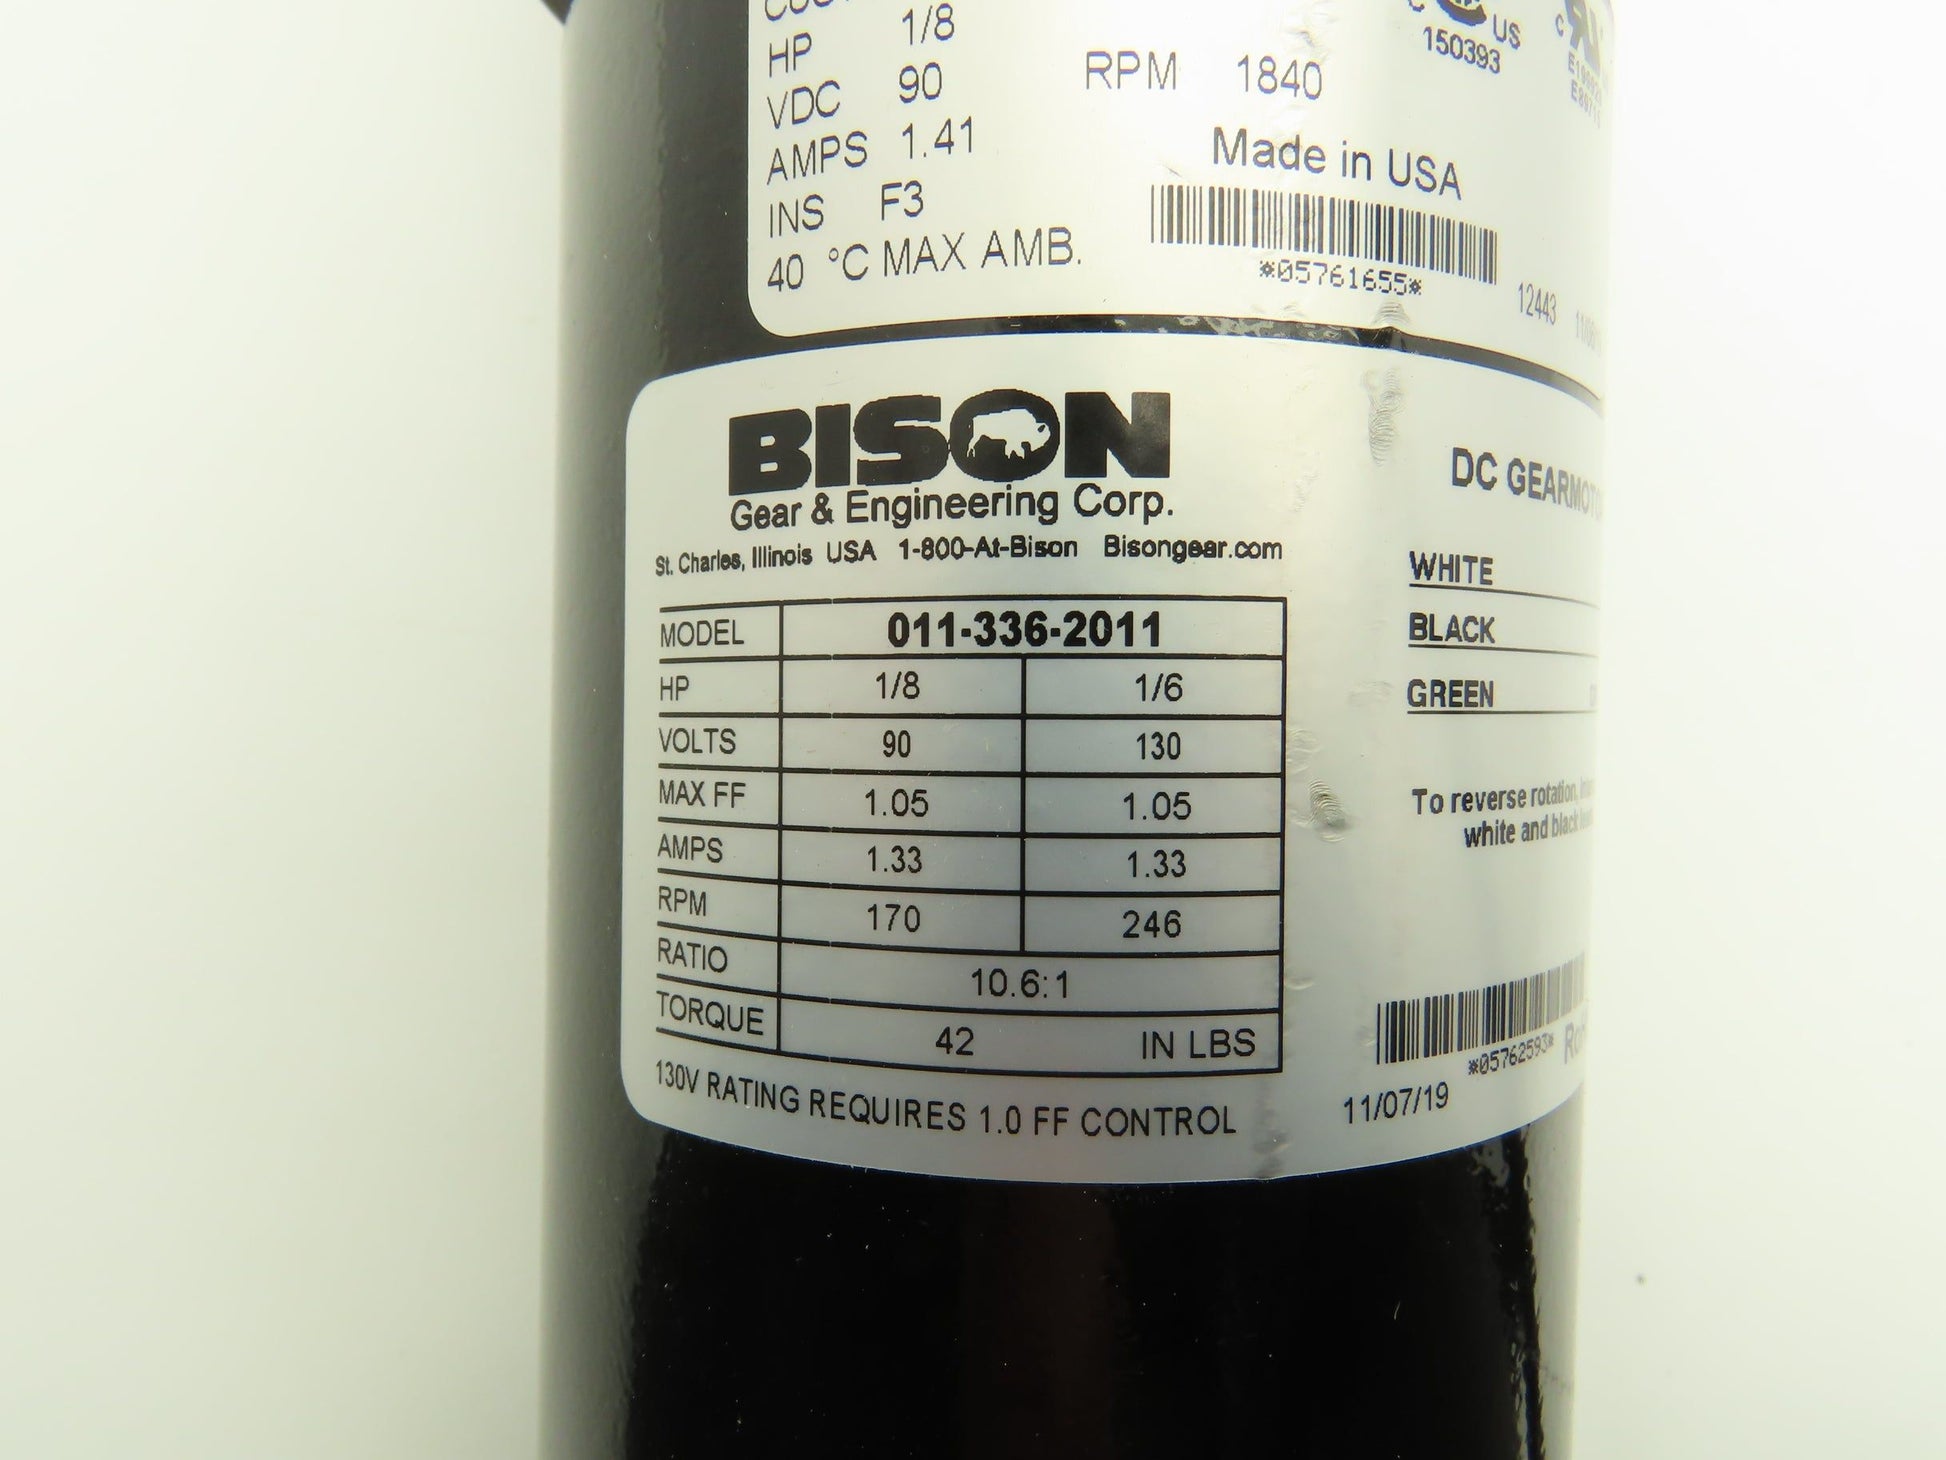 HP 1/8
VDC 90 RPM 1840
AMPS 1.41 Made in USA
INS F3
40 °C MAX AMB.
*05761655*
12443
C US
150393
C
BISON
Gear & Engineering Corp.
St. Charles, Illinois USA 1-800-At-Bison Bisongear.com
MODEL 011-336-2011
HP 1/8 1/6
VOLTS 90 130
MAX FF 1.05 1.05
AMPS 1.33 1.33
RPM 170 246
RATIO 10.6:1
TORQUE 42 IN LBS
130V RATING REQUIRES 1.0 FF CONTROL
DC
WHITE
BLACK
GREEN
To reverse rotation,
white and black
*05762593*
11/07/19